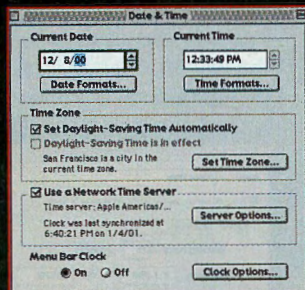 Date & Time
Current Date
Current Time
12/ 8/00
12:33:49 PM
Date Formats...
Time Formats...
Time Zone
Set Daylight-Saving Time Automatically
Daylight-Saving Time is in effect
San Francisco is a city in the
current time zone.
Set Time Zone...
Use a Network Time Server
Time server: Apple Americas/...
Server Options...
Clock was last synchronized at
6:40:21 PM on 1/4/01.
Menu Bar Clock
On
Off
Clock Options...